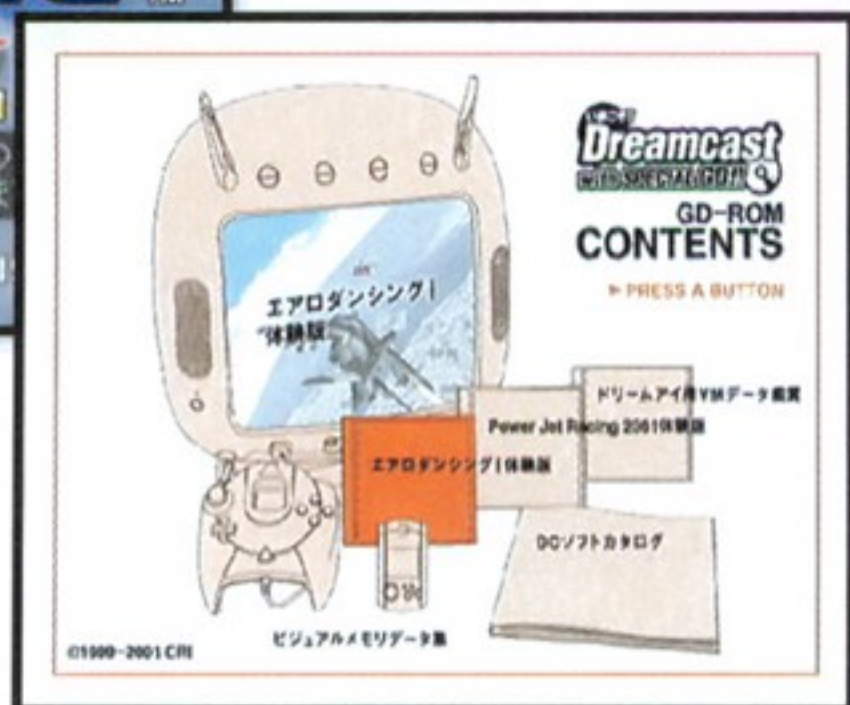 Dreamcast
WITH SPECIAL GD!!
GD-ROM
CONTENTS
PRESS A BUTTON
エアロダンシングi
体験版
ドリームアイ用VMデータ鑑賞
Power Jet Racing 2001体験版
エアロダンシングi体験版
DCソフトカタログ
ビジュアルメモリデータ集
©1999-2001 CRI